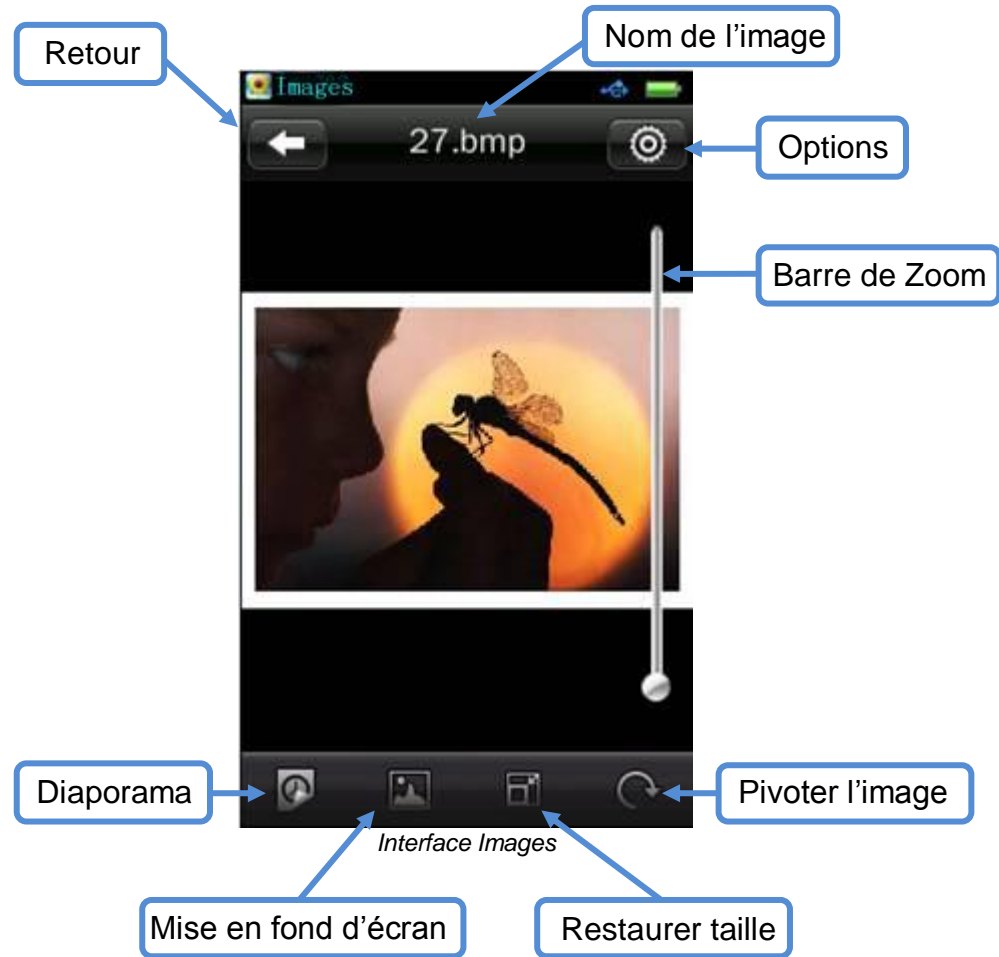 Nom de l’image
Retour
Images
27.bmp
Options
Barre de Zoom
Diaporama
Pivoter l’image
Interface Images
Mise en fond d’écran
Restaurer taille